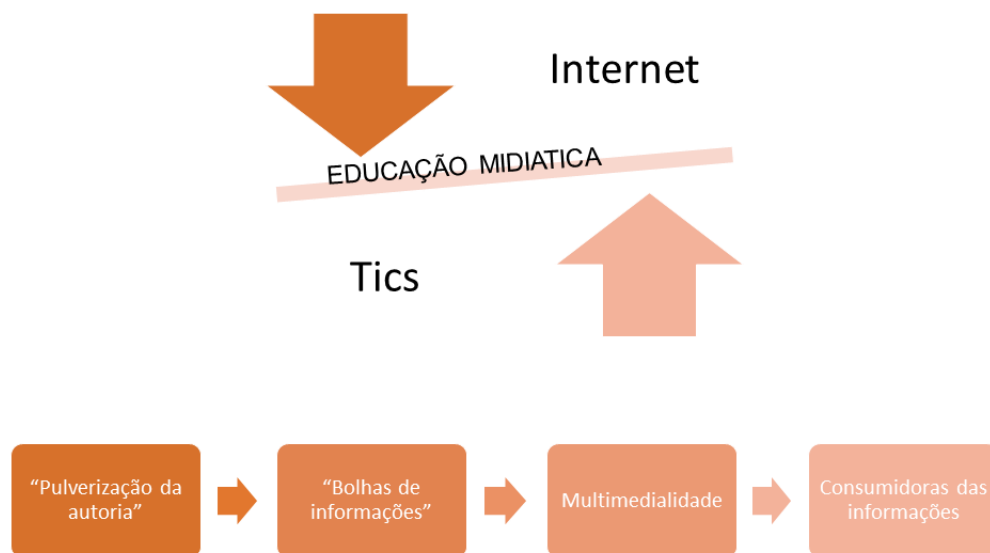 Internet
EDUCAÇÃO MIDIATICA
Tics
“Pulverização da
autoria”
“Bolhas de
informações”
Multimedialidade
Consumidoras das
informações